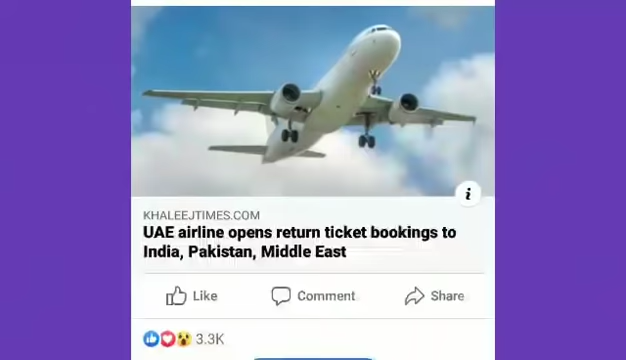 KHALEEJTIMES.COM
UAE airline opens return ticket bookings to
India, Pakistan, Middle East
Like Comment Share
3.3K